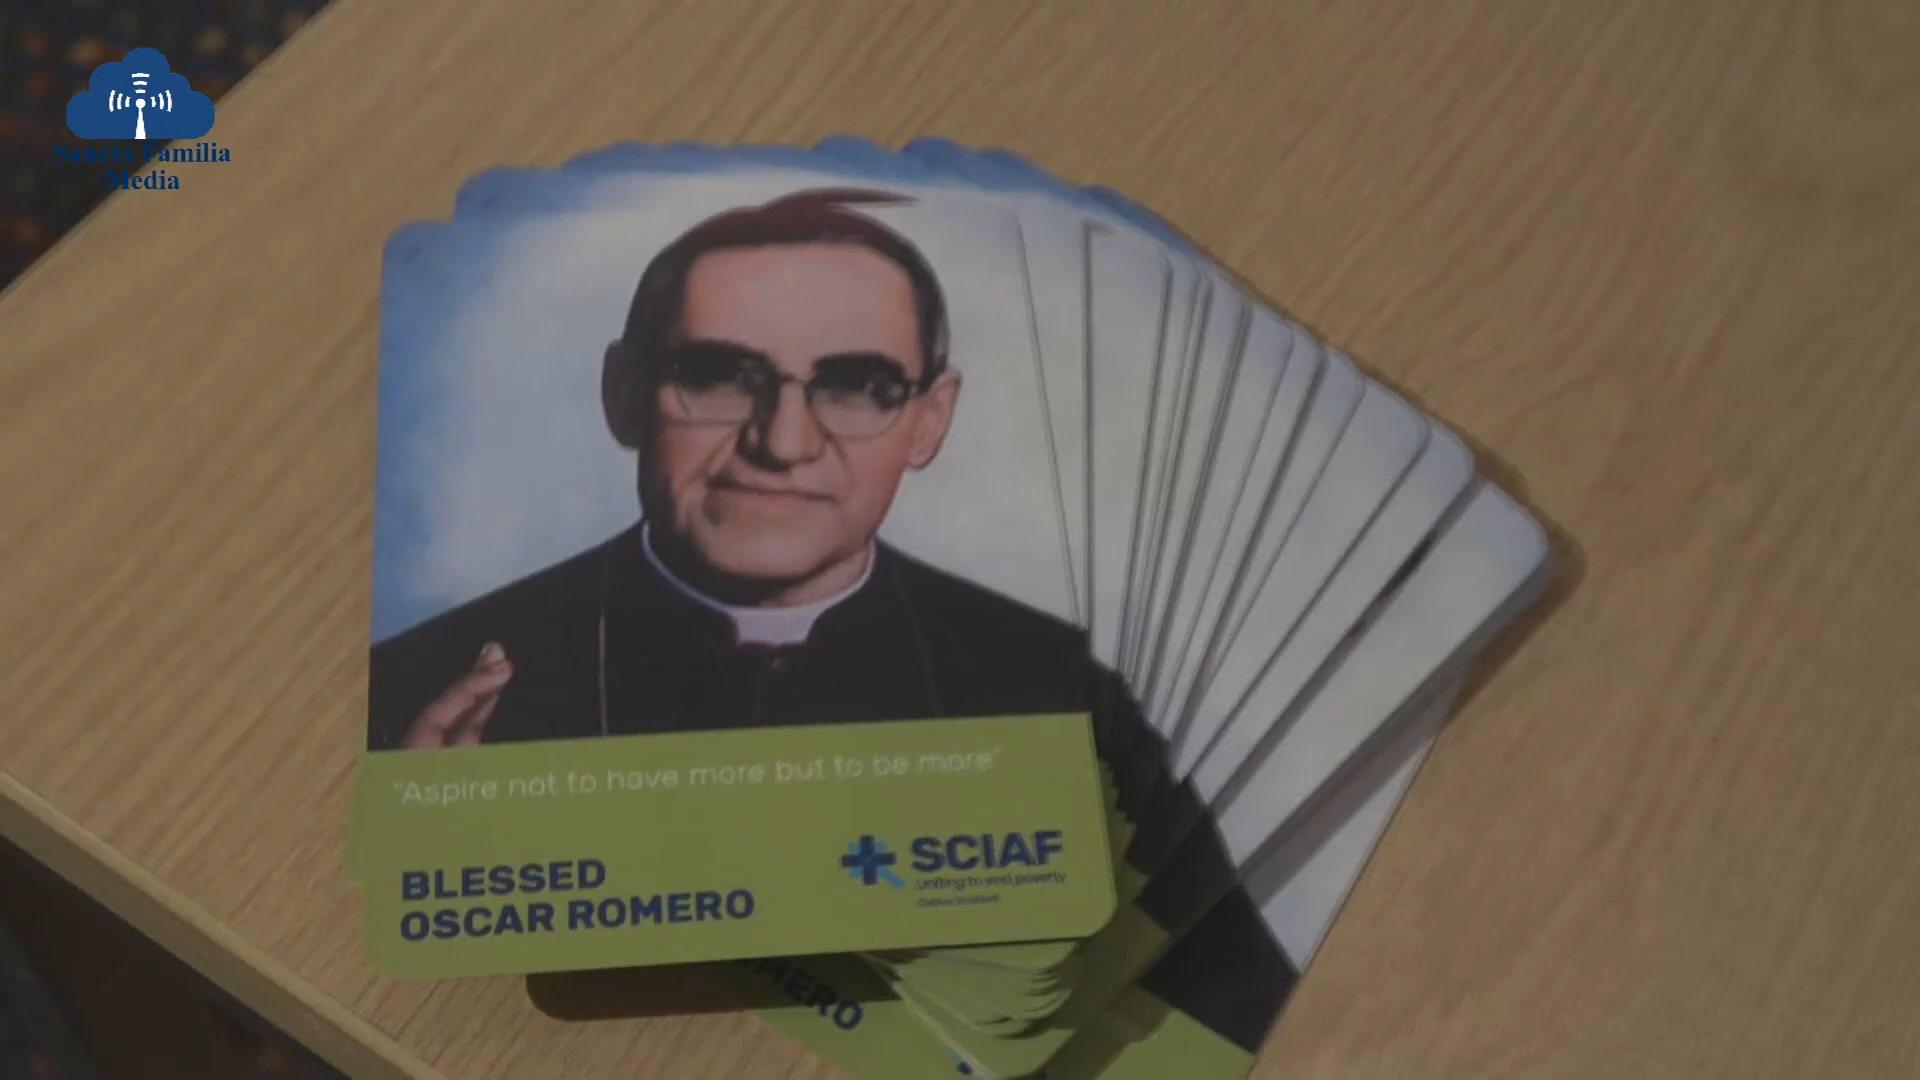 Sancta Familia
Media
"Aspire not to have more but to be more"
BLESSED
OSCAR ROMERO
SCIAF
Uniting to end poverty
MERO